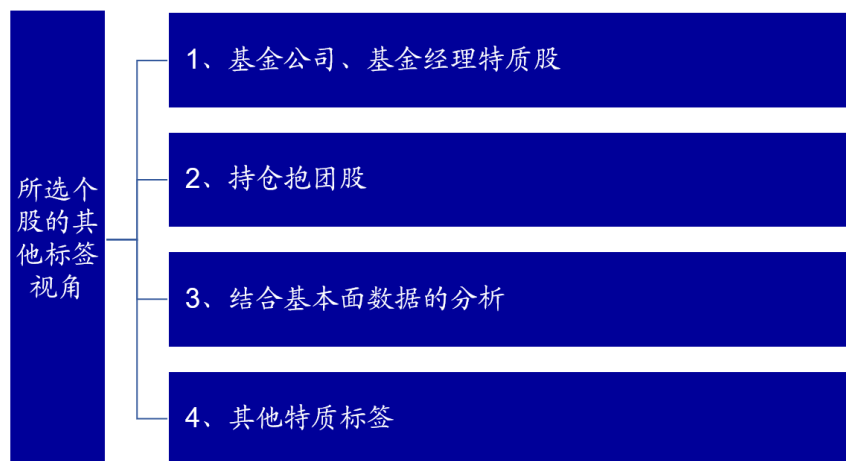 所选个
股的其
他标签
视角
1、基金公司、基金经理特质股
2、持仓抱团股
3、结合基本面数据的分析
4、其他特质标签